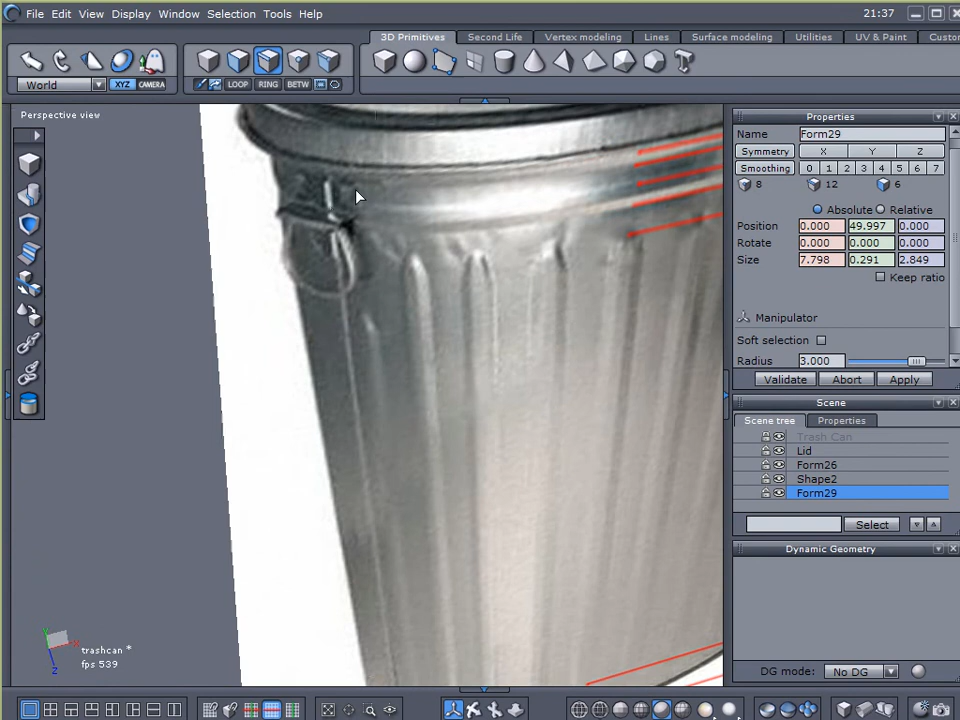 File Edit View Display Window Selection Tools Help 21:37
3D Primitives Second Life Vertex modeling Lines Surface modeling Utilities UV & Paint Custo
World XYZ CAMERA LOOP RING BETW
Perspective view
Properties
Name Form29
Symmetry X Y Z
Smoothing 0 1 2 3 4 5 6 7
8 12 6
Absolute Relative
Position 0.000 49.997 0.000
Rotate 0.000 0.000 0.000
Size 7.798 0.291 2.849
Keep ratio
Manipulator
Soft selection
Radius 3.000
Validate Abort Apply
Scene
Scene tree Properties
Trash Can
Lid
Form26
Shape2
Form29
Select
Dynamic Geometry
DG mode: No DG
Y X Z
trashcan *
fps 539